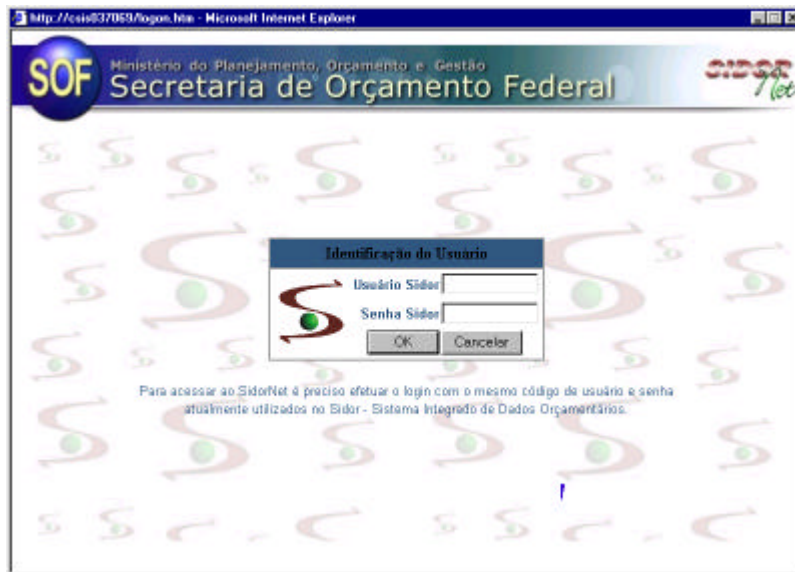 http://csis037069/logon.htm - Microsoft Internet Explorer
SOF
Ministério do Planejamento, Orçamento e Gestão
Secretaria de Orçamento Federal
SIDOR
Net
Identificação do Usuário
Usuário Sidor
Senha Sidor
OK Cancelar
Para acessar ao SidorNet é preciso efetuar o login com o mesmo código de usuário e senha
atualmente utilizados no Sidor - Sistema Integrado de Dados Orçamentários.